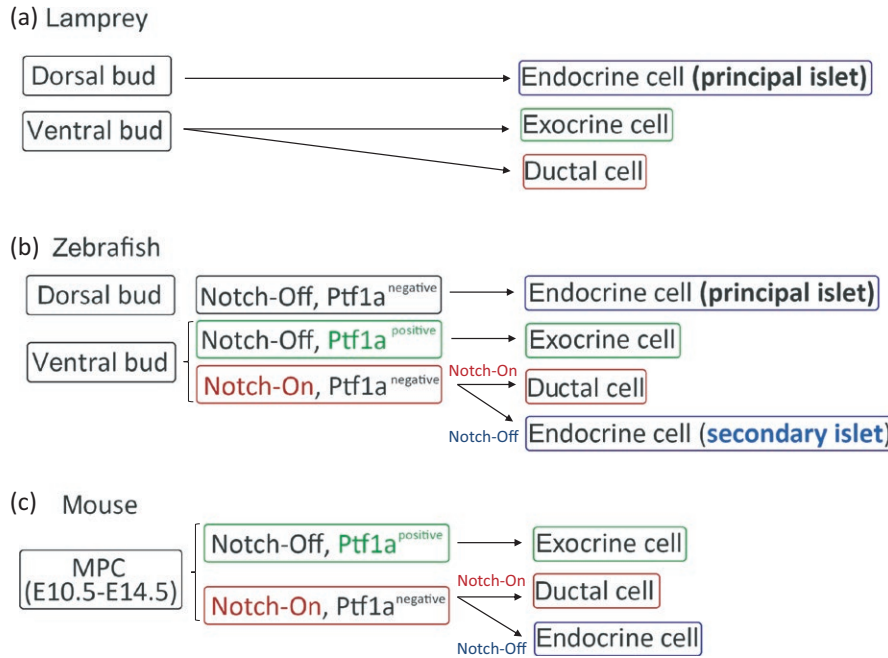 (a) Lamprey
Dorsal bud Endocrine cell (principal islet)
Ventral bud Exocrine cell
Ductal cell
(b) Zebrafish
Dorsal bud Notch-Off, Ptf1a negative Endocrine cell (principal islet)
Notch-Off, Ptf1a positive Exocrine cell
Ventral bud
Notch-On
Notch-On, Ptf1a negative Ductal cell
Notch-Off Endocrine cell (secondary islet)
(c) Mouse
Notch-Off, Ptf1a positive Exocrine cell
MPC
(E10.5-E14.5)
Notch-On
Notch-On, Ptf1a negative Ductal cell
Notch-Off Endocrine cell